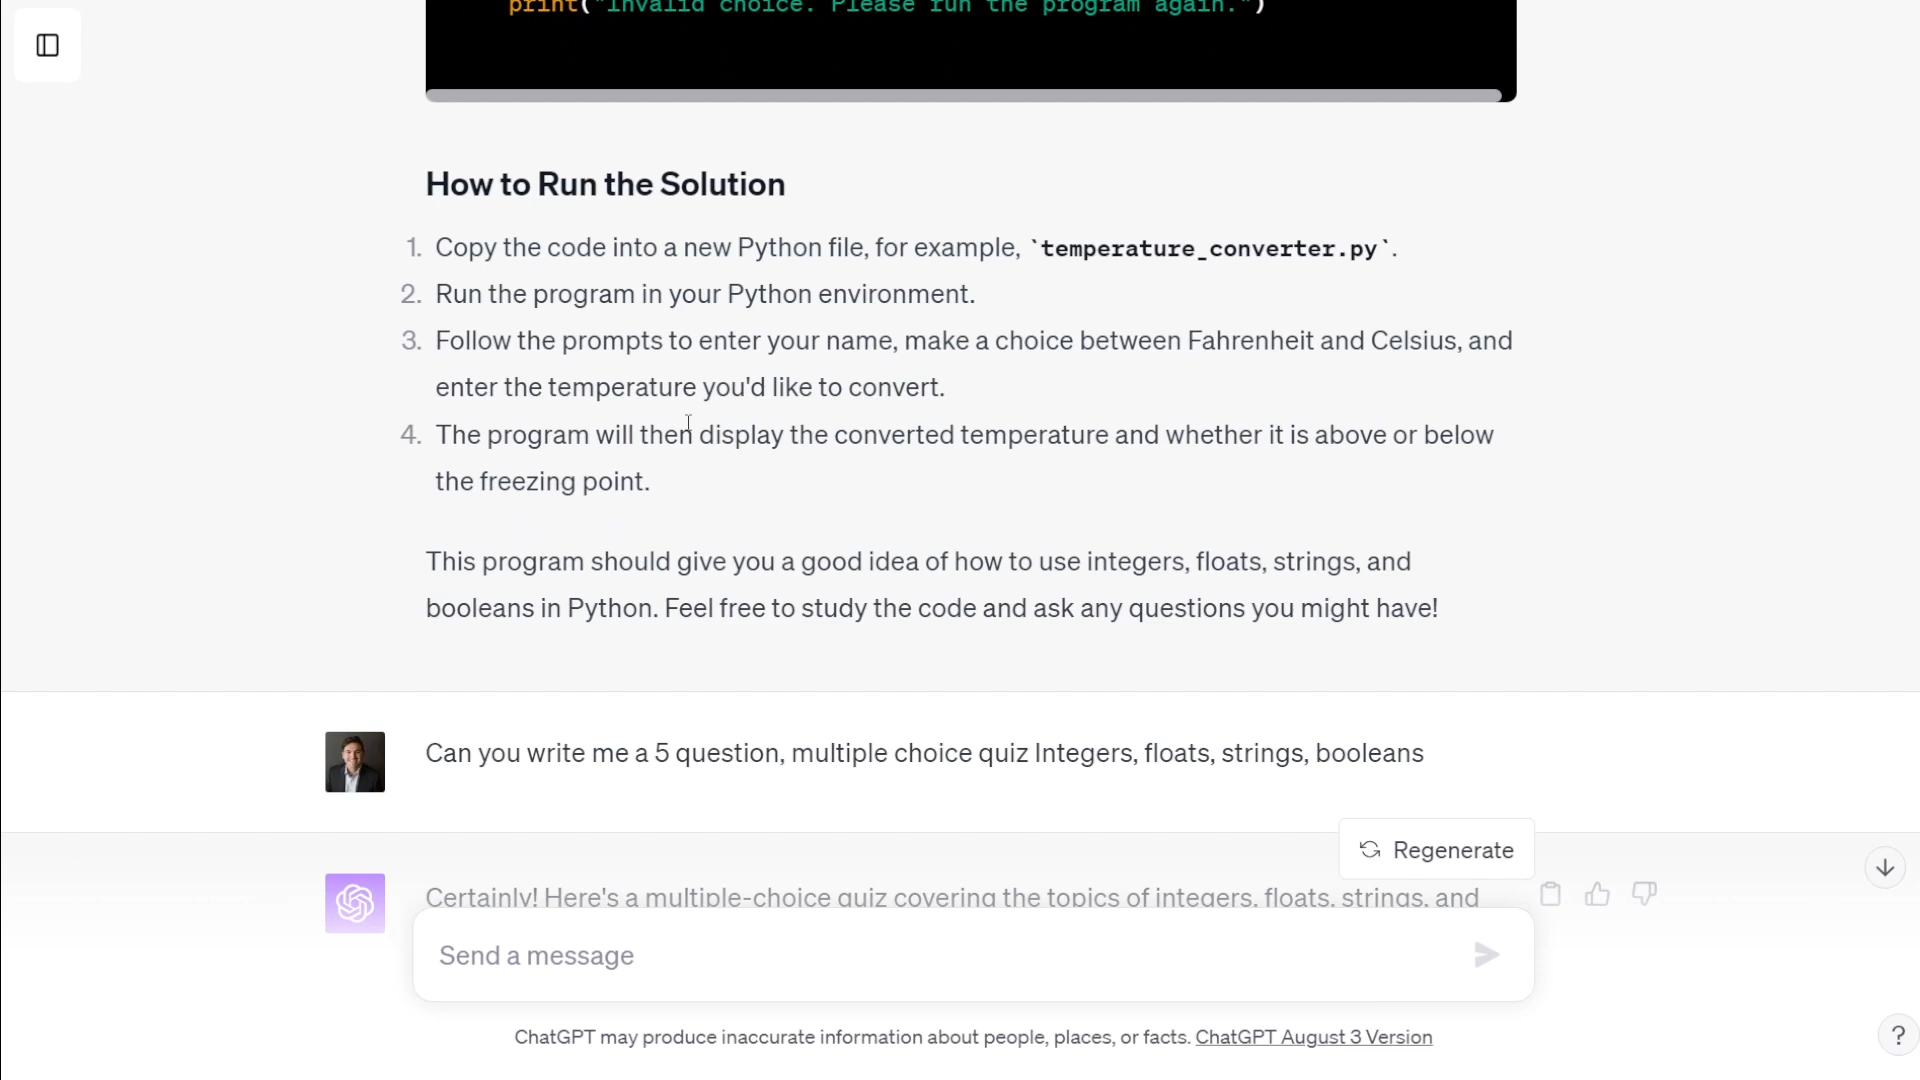 print("Invalid choice. Please run the program again.")
How to Run the Solution
1. Copy the code into a new Python file, for example, `temperature_converter.py`.
2. Run the program in your Python environment.
3. Follow the prompts to enter your name, make a choice between Fahrenheit and Celsius, and
enter the temperature you'd like to convert.
4. The program will then display the converted temperature and whether it is above or below
the freezing point.
This program should give you a good idea of how to use integers, floats, strings, and
booleans in Python. Feel free to study the code and ask any questions you might have!
Can you write me a 5 question, multiple choice quiz Integers, floats, strings, booleans
Regenerate
Certainly! Here's a multiple-choice quiz covering the topics of integers, floats, strings, and
Send a message
ChatGPT may produce inaccurate information about people, places, or facts. ChatGPT August 3 Version
?